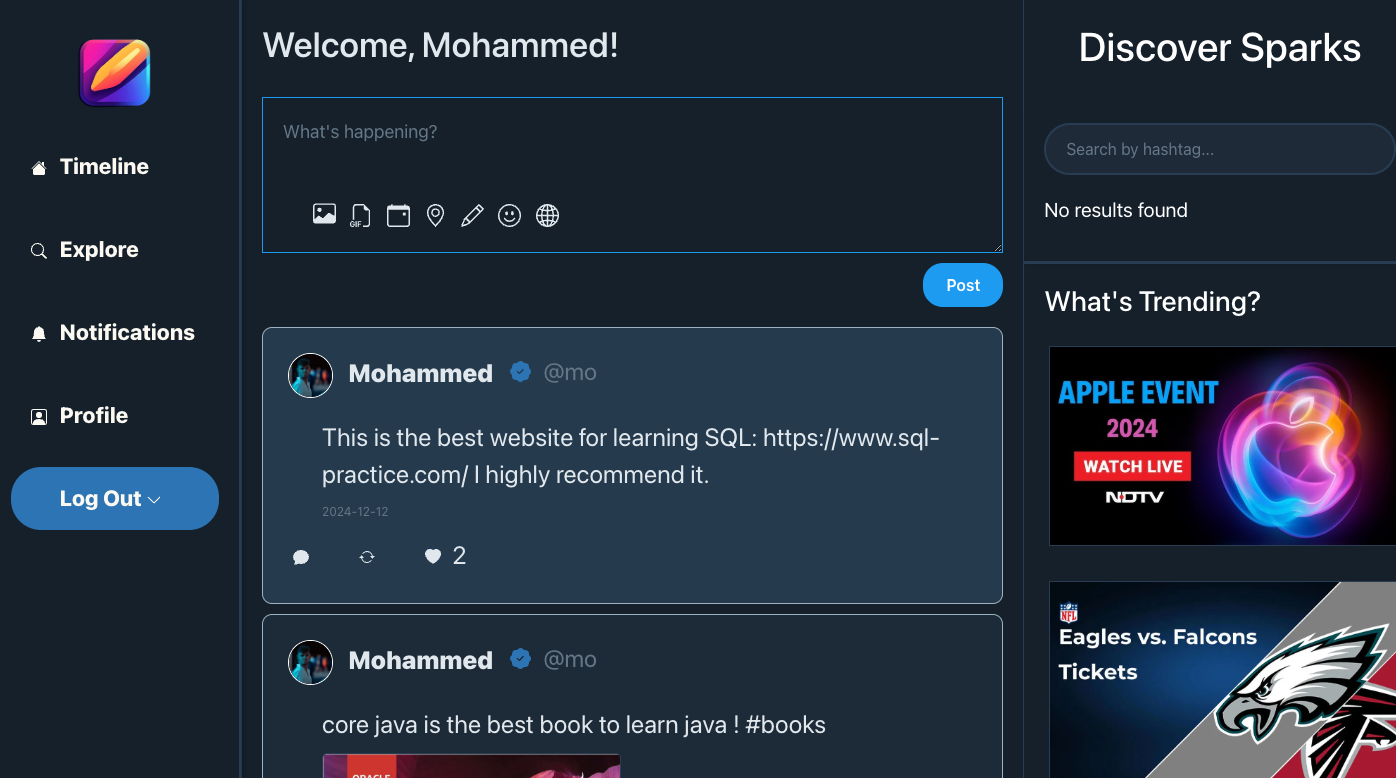 Timeline
Explore
Notifications
Profile
Log Out
Welcome, Mohammed!
What's happening?
GIF
Post
Mohammed @mo
This is the best website for learning SQL: https://www.sql-
practice.com/ I highly recommend it.
2024-12-12
2
Mohammed @mo
core java is the best book to learn java ! #books
ORACLE
Discover Sparks
Search by hashtag...
No results found
What's Trending?
APPLE EVENT
2024
WATCH LIVE
NDTV
NFL
Eagles vs. Falcons
Tickets